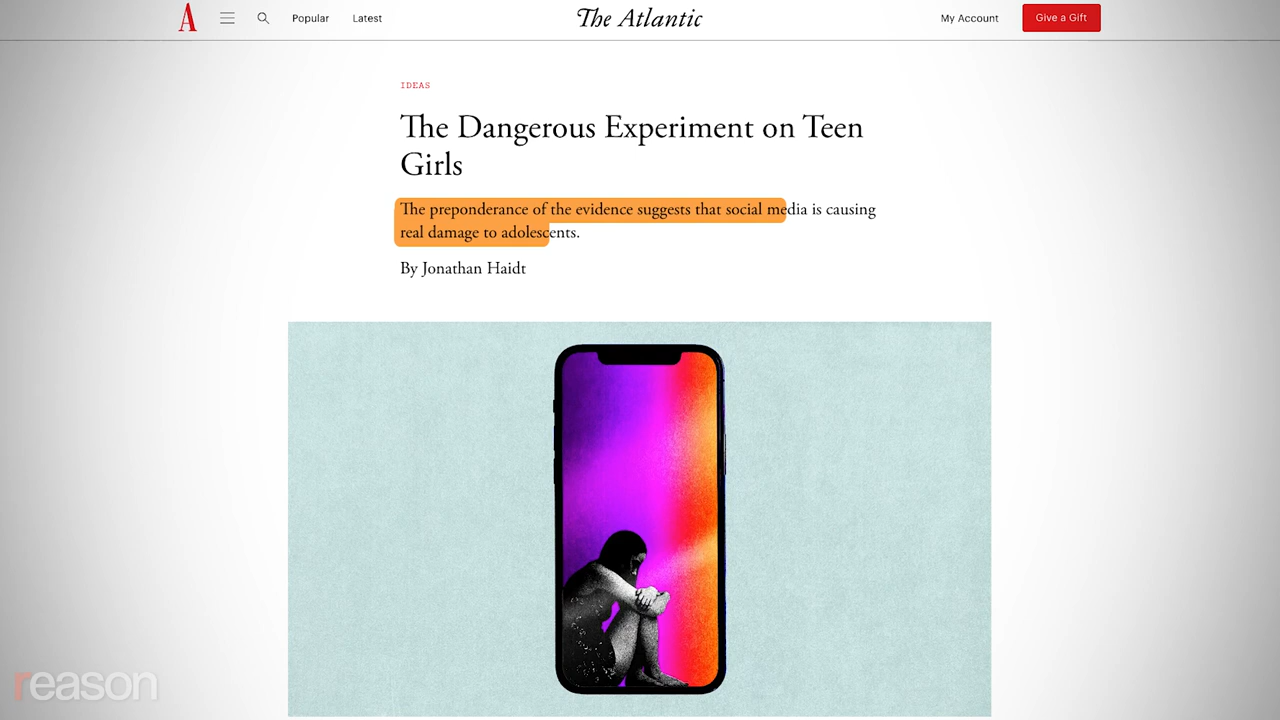 A
Popular
Latest
The Atlantic
My Account
Give a Gift
IDEAS
The Dangerous Experiment on Teen
Girls
The preponderance of the evidence suggests that social media is causing
real damage to adolescents.
By Jonathan Haidt
reason